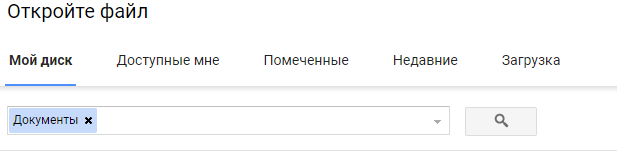 Откройте файл
Мой диск Доступные мне Помеченные Недавние Загрузка
Документы